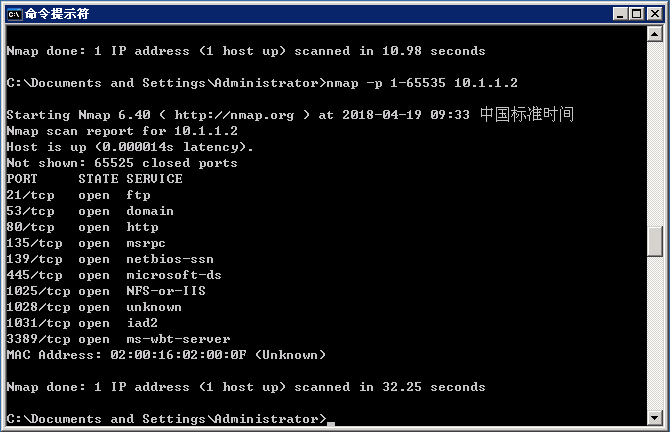 命令提示符
Nmap done: 1 IP address (1 host up) scanned in 10.98 seconds
C:\Documents and Settings\Administrator>nmap -p 1-65535 10.1.1.2
Starting Nmap 6.40 ( http://nmap.org ) at 2018-04-19 09:33 中国标准时间
Nmap scan report for 10.1.1.2
Host is up (0.000014s latency).
Not shown: 65525 closed ports
PORT     STATE SERVICE
21/tcp   open  ftp
53/tcp   open  domain
80/tcp   open  http
135/tcp  open  msrpc
139/tcp  open  netbios-ssn
445/tcp  open  microsoft-ds
1025/tcp open  NFS-or-IIS
1028/tcp open  unknown
1031/tcp open  iad2
3389/tcp open  ms-wbt-server
MAC Address: 02:00:16:02:00:0F (Unknown)
Nmap done: 1 IP address (1 host up) scanned in 32.25 seconds
C:\Documents and Settings\Administrator>_